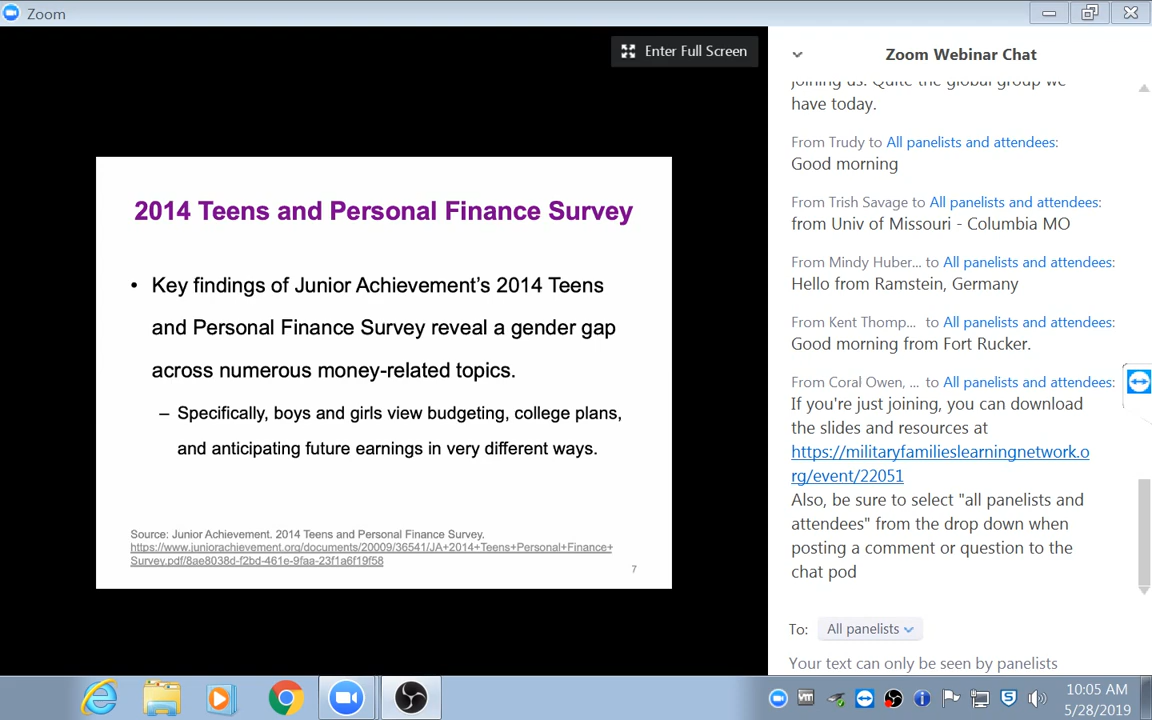 Zoom
Enter Full Screen
2014 Teens and Personal Finance Survey
• Key findings of Junior Achievement's 2014 Teens
and Personal Finance Survey reveal a gender gap
across numerous money-related topics.
– Specifically, boys and girls view budgeting, college plans,
and anticipating future earnings in very different ways.
Source: Junior Achievement. 2014 Teens and Personal Finance Survey.
https://www.juniorachievement.org/documents/20009/36541/JA+2014+Teens+Personal+Finance+
Survey.pdf/8ae8038d-f2bd-461e-9faa-23f1a6f19f58
7
Zoom Webinar Chat
joining us. Quite the global group we
have today.
From Trudy to All panelists and attendees:
Good morning
From Trish Savage to All panelists and attendees:
from Univ of Missouri - Columbia MO
From Mindy Huber... to All panelists and attendees:
Hello from Ramstein, Germany
From Kent Thomp... to All panelists and attendees:
Good morning from Fort Rucker.
From Coral Owen, ... to All panelists and attendees:
If you're just joining, you can download
the slides and resources at
https://militaryfamilieslearningnetwork.o
rg/event/22051
Also, be sure to select "all panelists and
attendees" from the drop down when
posting a comment or question to the
chat pod
To: All panelists
Your text can only be seen by panelists
10:05 AM
5/28/2019